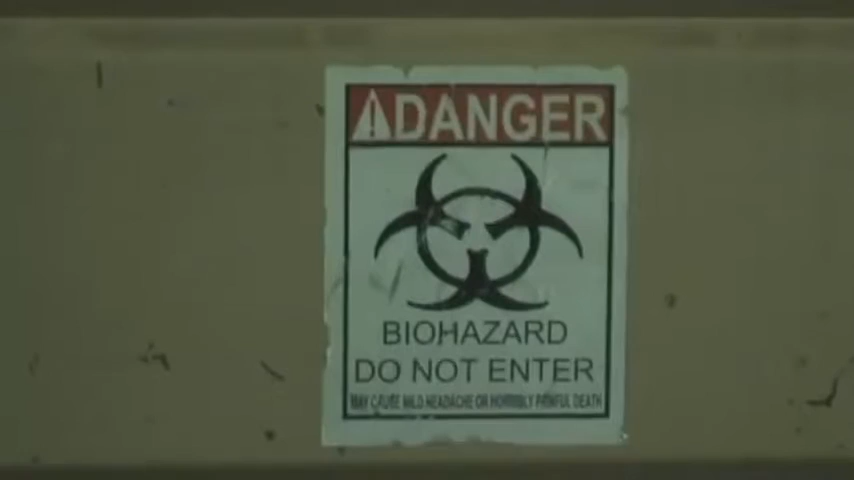 DANGER
BIOHAZARD
DO NOT ENTER
MAY CAUSE MILD HEADACHE OR HORRIBLY PAINFUL DEATH